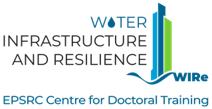 WATER
INFRASTRUCTURE
AND RESILIENCE
WIRe
EPSRC Centre for Doctoral Training